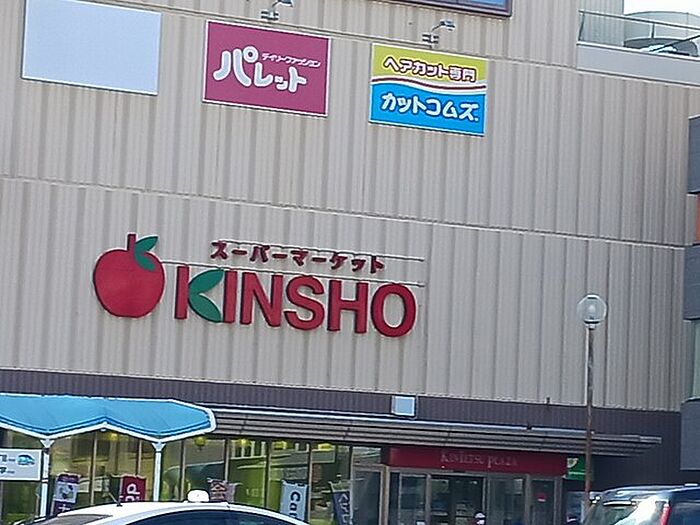 デイリーファッション
パレット
ヘアカット専門
カットコムズ
スーパーマーケット
KINSHO
KINTETSU PLAZA